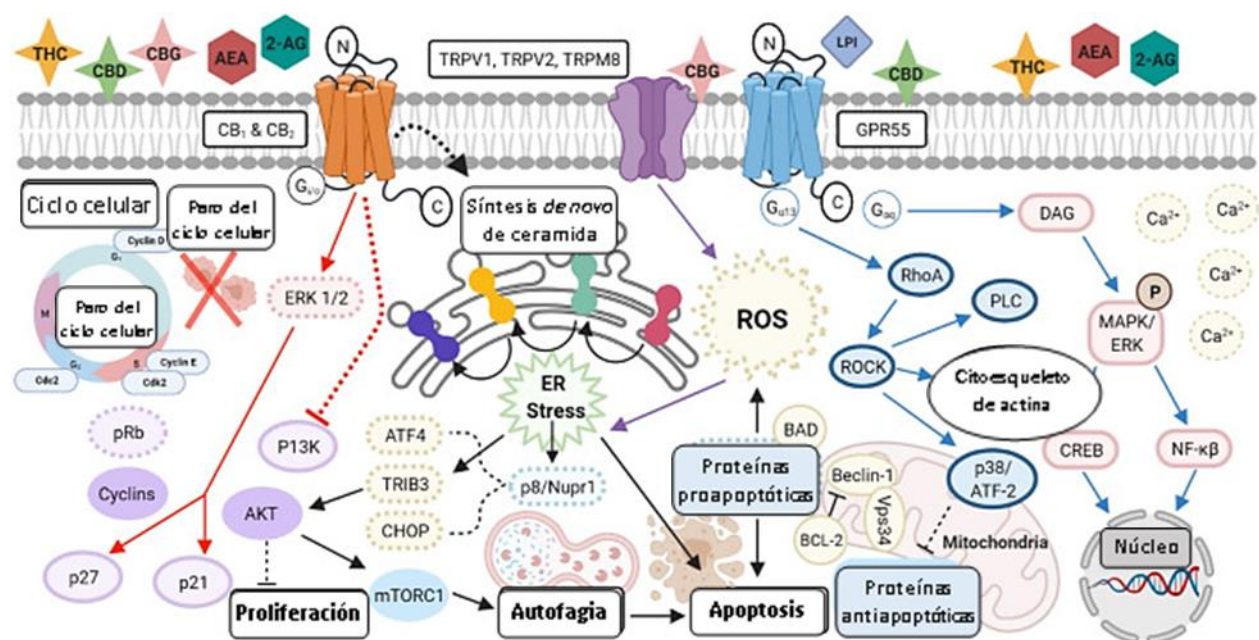 THC
CBD
CBG
AEA
2-AG
N
TRPV1, TRPV2, TRPM8
CBG
N
LPI
CBD
THC
AEA
2-AG
CB₁ & CB₂
GPR55
Gi/o
C
Gα13
C
Gαq
DAG
Ca²⁺
Ca²⁺
Ca²⁺
Ca²⁺
Ciclo celular
Paro del
ciclo celular
Síntesis de novo
de ceramida
Cyclin D
G₁
M
Paro del
ciclo celular
G₂
S
Cyclin E
Cdc2
Cdk2
ERK 1/2
ROS
RhoA
PLC
ROCK
P
MAPK/
ERK
Citoesqueleto
de actina
ER
Stress
pRb
P13K
ATF4
BAD
CREB
NF-κβ
Cyclins
AKT
TRIB3
p8/Nupr1
CHOP
Proteínas
proapoptóticas
Beclin-1
Vps34
BCL-2
p38/
ATF-2
Mitochondria
Núcleo
p27
p21
Proliferación
mTORC1
Autofagia
Apoptosis
Proteínas
antiapoptóticas